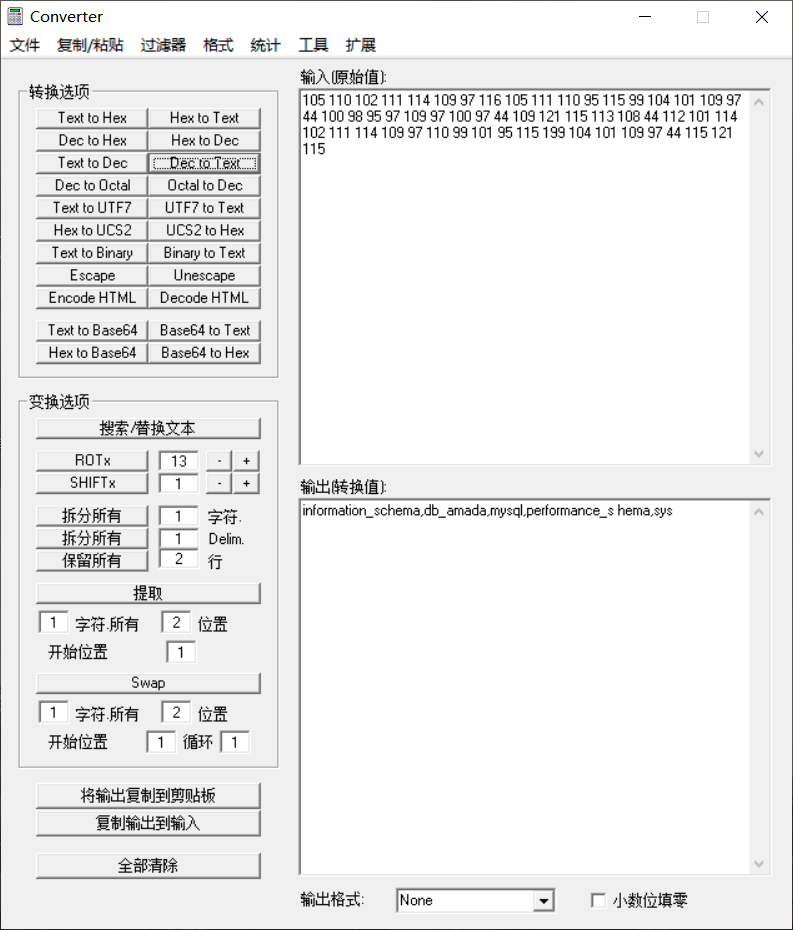 Converter
文件 复制/粘贴 过滤器 格式 统计 工具 扩展
转换选项
Text to Hex Hex to Text
Dec to Hex Hex to Dec
Text to Dec Dec to Text
Dec to Octal Octal to Dec
Text to UTF7 UTF7 to Text
Hex to UCS2 UCS2 to Hex
Text to Binary Binary to Text
Escape Unescape
Encode HTML Decode HTML
Text to Base64 Base64 to Text
Hex to Base64 Base64 to Hex
变换选项
搜索/替换文本
ROTx 13 - +
SHIFTx 1 - +
拆分所有 1 字符.
拆分所有 1 Delim.
保留所有 2 行
提取
1 字符.所有 2 位置
开始位置 1
Swap
1 字符.所有 2 位置
开始位置 1 循环 1
将输出复制到剪贴板
复制输出到输入
全部清除
输入(原始值):
105 110 102 111 114 109 97 116 105 111 110 95 115 99 104 101 109 97
44 100 98 95 97 109 97 100 97 44 109 121 115 113 108 44 112 101 114
102 111 114 109 97 110 99 101 95 115 199 104 101 109 97 44 115 121
115
输出(转换值):
information_schema,db_amada,mysql,performance_s hema,sys
输出格式: None 小数位填零